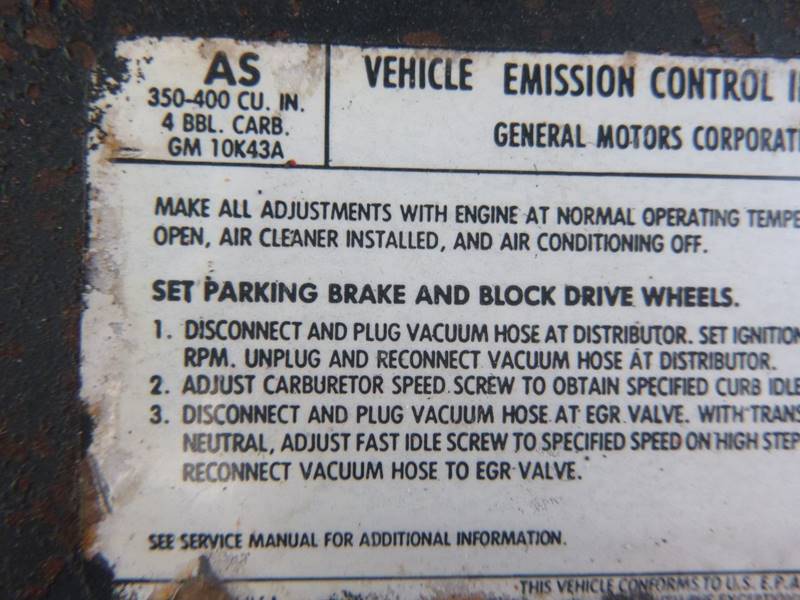 AS
350-400 CU. IN.
4 BBL. CARB.
GM 10K43A
VEHICLE EMISSION CONTROL I
GENERAL MOTORS CORPORAT
MAKE ALL ADJUSTMENTS WITH ENGINE AT NORMAL OPERATING TEMPE
OPEN, AIR CLEANER INSTALLED, AND AIR CONDITIONING OFF.
SET PARKING BRAKE AND BLOCK DRIVE WHEELS.
1. DISCONNECT AND PLUG VACUUM HOSE AT DISTRIBUTOR. SET IGNITION
RPM. UNPLUG AND RECONNECT VACUUM HOSE AT DISTRIBUTOR.
2. ADJUST CARBURETOR SPEED SCREW TO OBTAIN SPECIFIED CURB IDLE
3. DISCONNECT AND PLUG VACUUM HOSE AT EGR VALVE. WITH TRANS
NEUTRAL, ADJUST FAST IDLE SCREW TO SPECIFIED SPEED ON HIGH STEP
RECONNECT VACUUM HOSE TO EGR VALVE.
SEE SERVICE MANUAL FOR ADDITIONAL INFORMATION.
THIS VEHICLE CONFORMS TO U.S. E.P.A